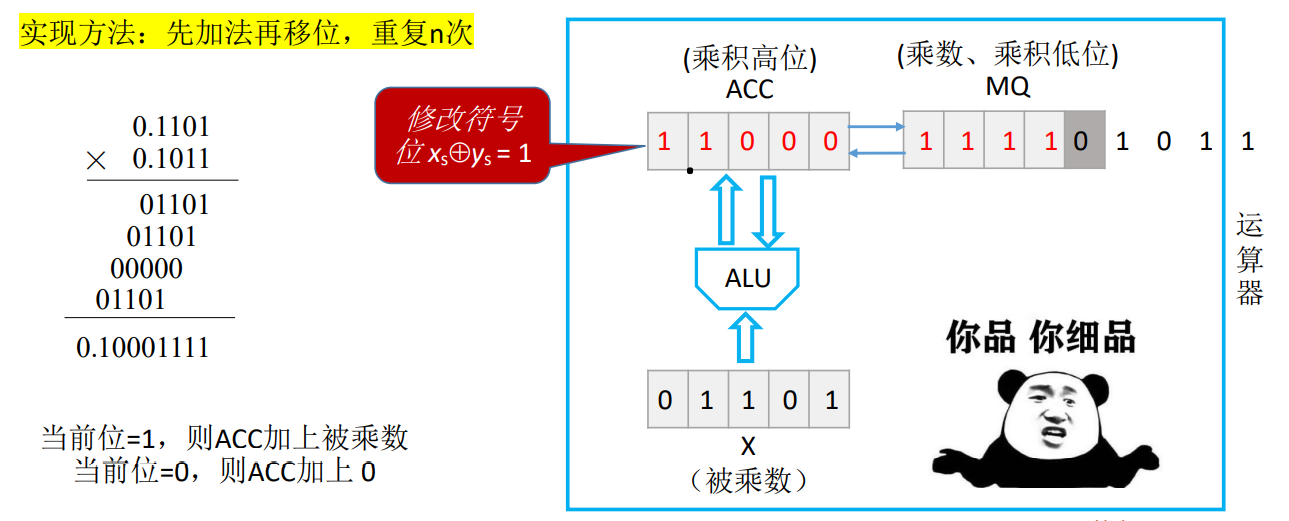 实现方法：先加法再移位，重复n次
0.1101
× 0.1011
01101
01101
00000
01101
0.10001111
当前位=1，则ACC加上被乘数
当前位=0，则ACC加上 0
修改符号
位 xs⊕ys = 1
(乘积高位)
ACC
(乘数、乘积低位)
MQ
1 1 0 0 0
1 1 1 1 0 1 0 1 1
ALU
0 1 1 0 1
X
（被乘数）
运算器
你品 你细品